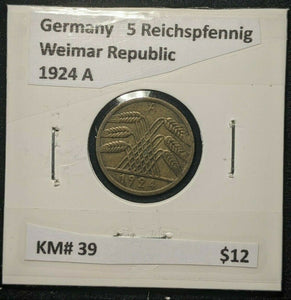 Germany 5 Reichspfennig
Weimar Republic
1924 A
A
1924
KM# 39 $12